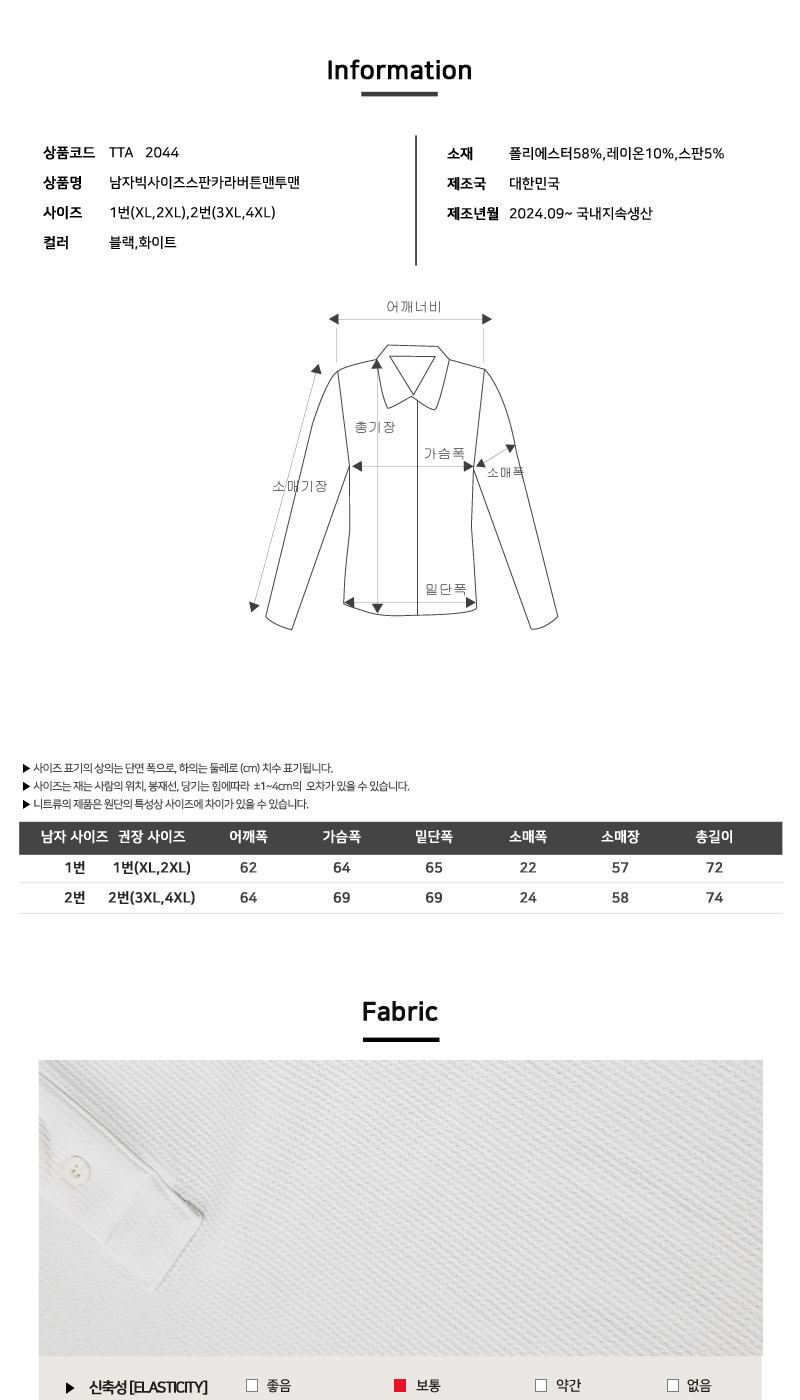 Information
상품코드 TTA 2044
상품명 남자빅사이즈스판카라버튼맨투맨
사이즈 1번(XL,2XL),2번(3XL,4XL)
컬러 블랙,화이트
소재 폴리에스터58%,레이온10%,스판5%
제조국 대한민국
제조년월 2024.09~ 국내지속생산
어깨너비
총기장
가슴폭
소매폭
소매기장
밑단폭
▶ 사이즈 표기의 상의는 단면 폭으로, 하의는 둘레로 (cm) 치수 표기됩니다.
▶ 사이즈는 재는 사람의 위치, 봉재선, 당기는 힘에따라 ±1~4cm의 오차가 있을 수 있습니다.
▶ 니트류의 제품은 원단의 특성상 사이즈에 차이가 있을 수 있습니다.
남자 사이즈 권장 사이즈 어깨폭 가슴폭 밑단폭 소매폭 소매장 총길이
1번 1번(XL,2XL) 62 64 65 22 57 72
2번 2번(3XL,4XL) 64 69 69 24 58 74
Fabric
▶ 신축성 [ELASTICITY] 좋음 보통 약간 없음